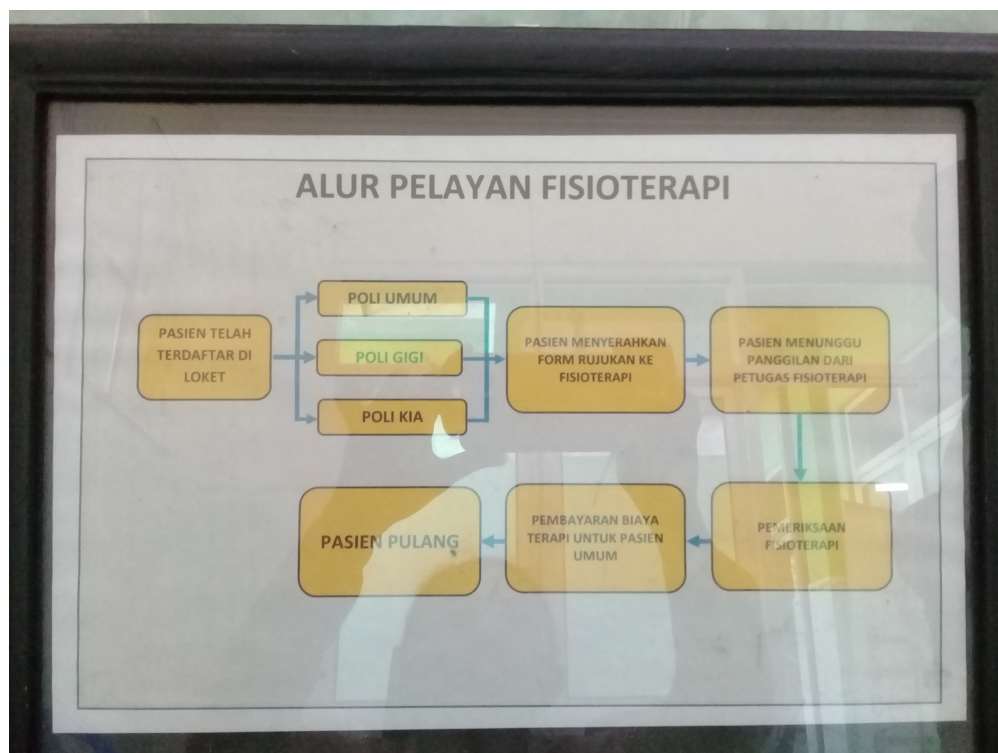 ALUR PELAYAN FISIOTERAPI
PASIEN TELAH
TERDAFTAR DI
LOKET
POLI UMUM
POLI GIGI
POLI KIA
PASIEN MENYERAHKAN
FORM RUJUKAN KE
FISIOTERAPI
PASIEN MENUNGGU
PANGGILAN DARI
PETUGAS FISIOTERAPI
PEMERIKSAAN
FISIOTERAPI
PEMBAYARAN BIAYA
TERAPI UNTUK PASIEN
UMUM
PASIEN PULANG